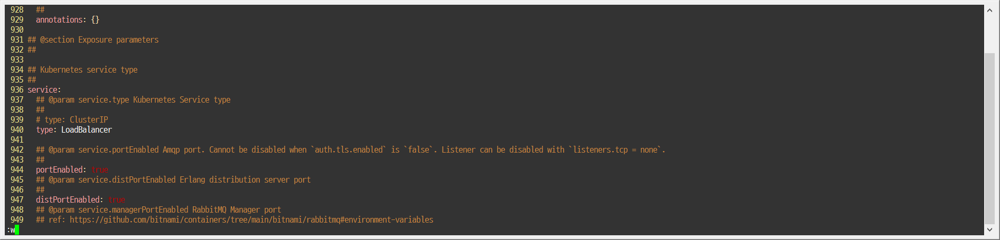 928   ##
929   annotations: {}
930
931 ## @section Exposure parameters
932 ##
933
934 ## Kubernetes service type
935 ##
936 service:
937   ## @param service.type Kubernetes Service type
938   ##
939   # type: ClusterIP
940   type: LoadBalancer
941
942   ## @param service.portEnabled Amqp port. Cannot be disabled when `auth.tls.enabled` is `false`. Listener can be disabled with `listeners.tcp = none`.
943   ##
944   portEnabled: true
945   ## @param service.distPortEnabled Erlang distribution server port
946   ##
947   distPortEnabled: true
948   ## @param service.managerPortEnabled RabbitMQ Manager port
949   ## ref: https://github.com/bitnami/containers/tree/main/bitnami/rabbitmq#environment-variables
:w